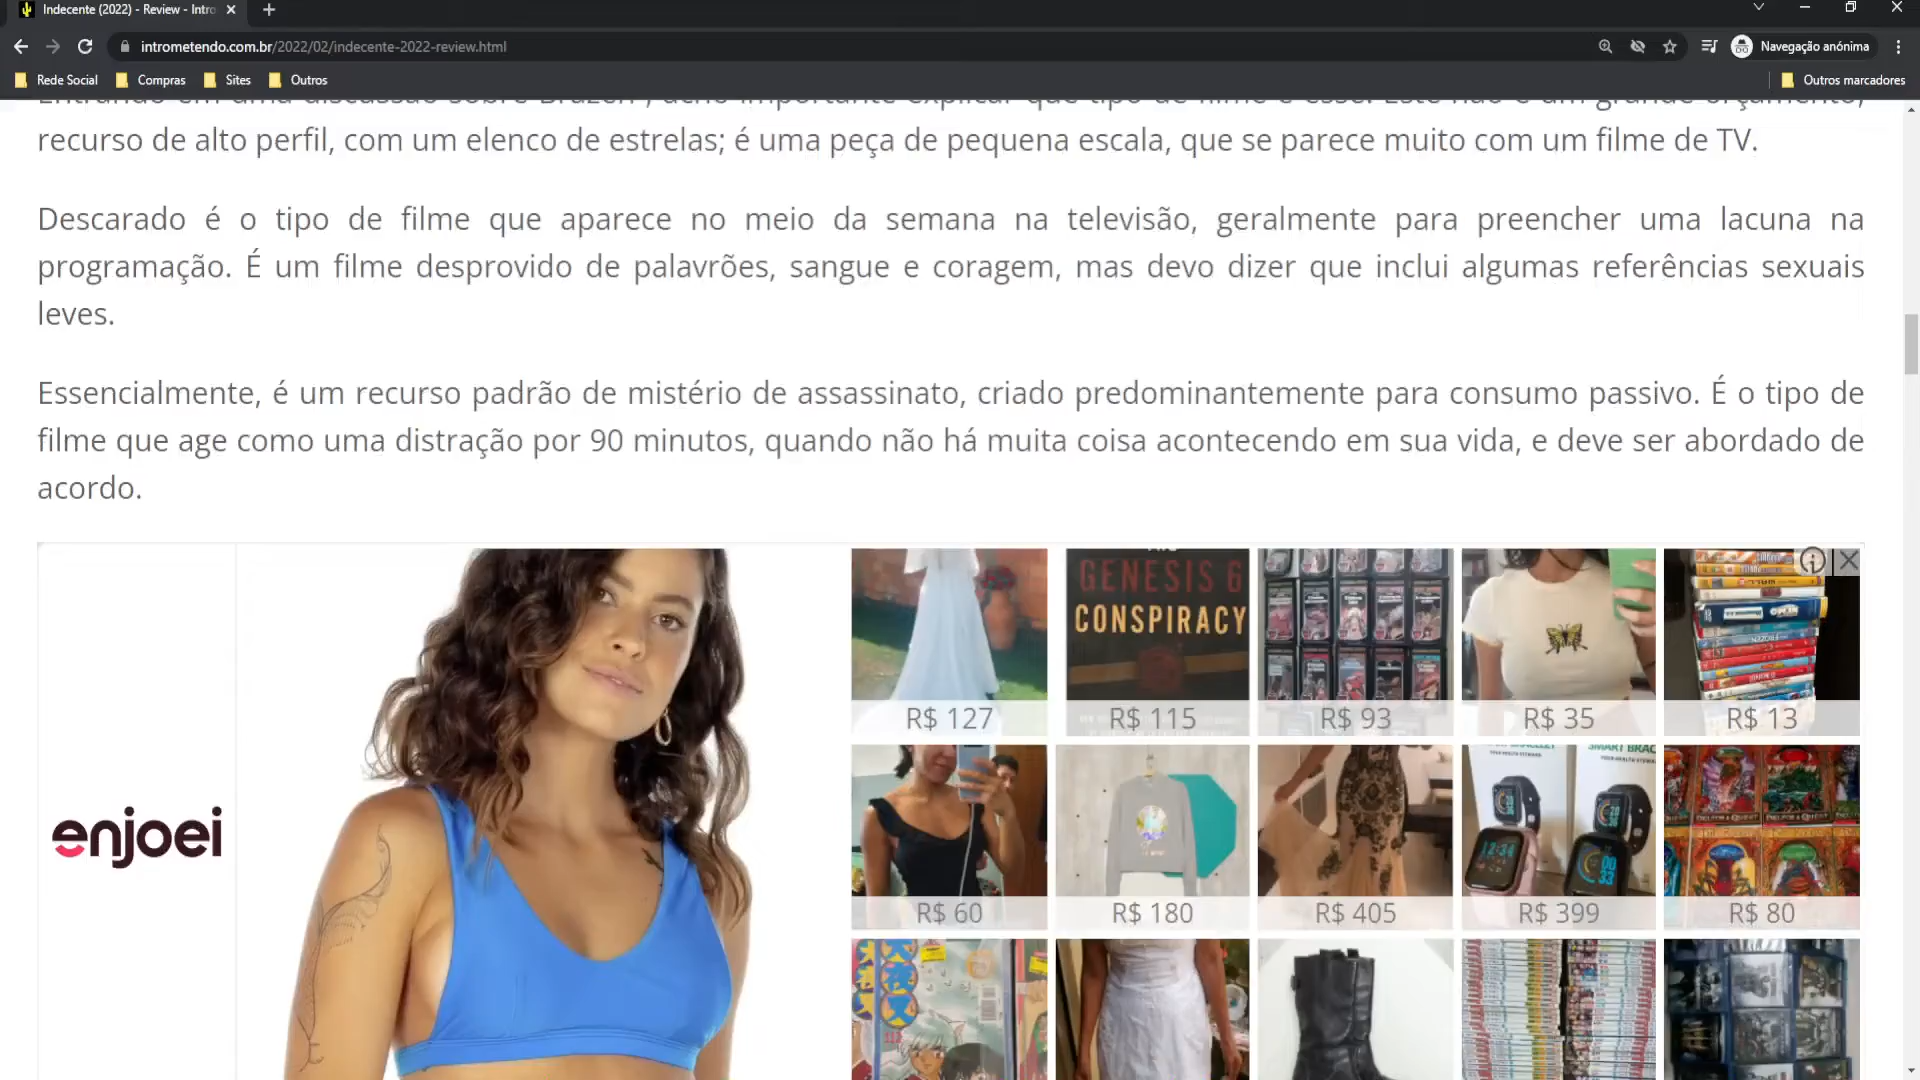 Indecente (2022) - Review - Intro
intrometendo.com.br/2022/02/indecente-2022-review.html
Navegação anónima
Rede Social
Compras
Sites
Outros
Outros marcadores
recurso de alto perfil, com um elenco de estrelas; é uma peça de pequena escala, que se parece muito com um filme de TV.
Descarado é o tipo de filme que aparece no meio da semana na televisão, geralmente para preencher uma lacuna na
programação. É um filme desprovido de palavrões, sangue e coragem, mas devo dizer que inclui algumas referências sexuais
leves.
Essencialmente, é um recurso padrão de mistério de assassinato, criado predominantemente para consumo passivo. É o tipo de
filme que age como uma distração por 90 minutos, quando não há muita coisa acontecendo em sua vida, e deve ser abordado de
acordo.
enjoei
GENESIS 6
CONSPIRACY
R$ 127
R$ 115
R$ 93
R$ 35
R$ 13
SMART BRAC
R$ 60
R$ 180
R$ 405
R$ 399
R$ 80